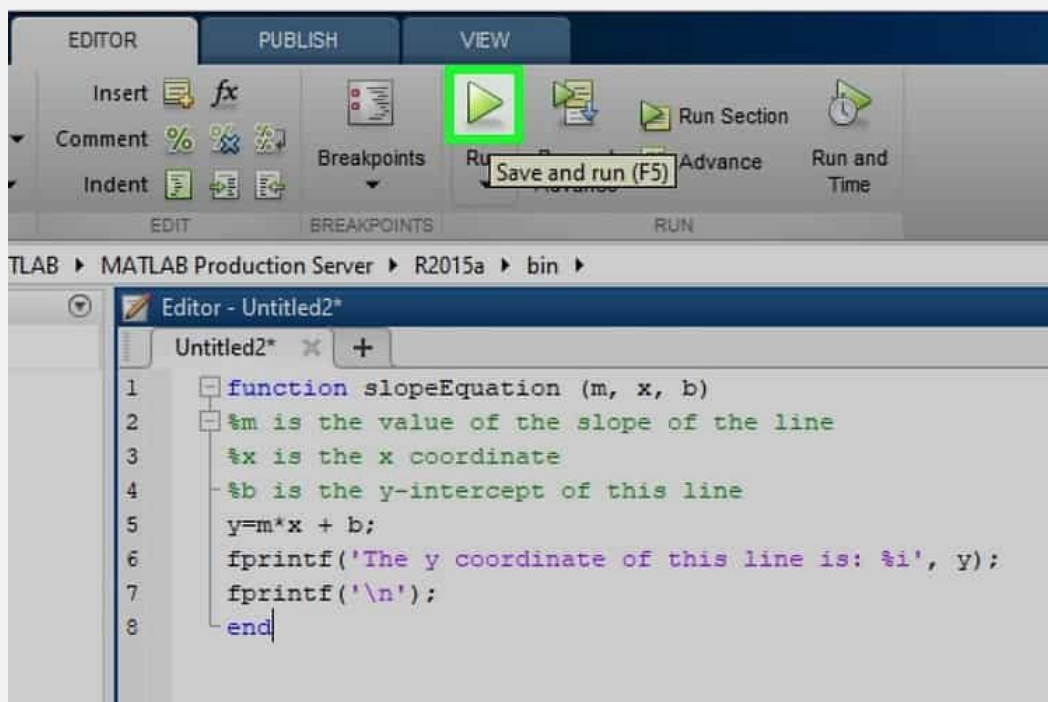 EDITOR PUBLISH VIEW
Insert fx
Comment % % %
Indent
Breakpoints
Save and run (F5)
Run Section
Advance
Run and
Time
EDIT BREAKPOINTS RUN
MATLAB Production Server R2015a bin
Editor - Untitled2*
Untitled2* +
1 function slopeEquation (m, x, b)
2 %m is the value of the slope of the line
3 %x is the x coordinate
4 %b is the y-intercept of this line
5 y=m*x + b;
6 fprintf('The y coordinate of this line is: %i', y);
7 fprintf('\n');
8 end